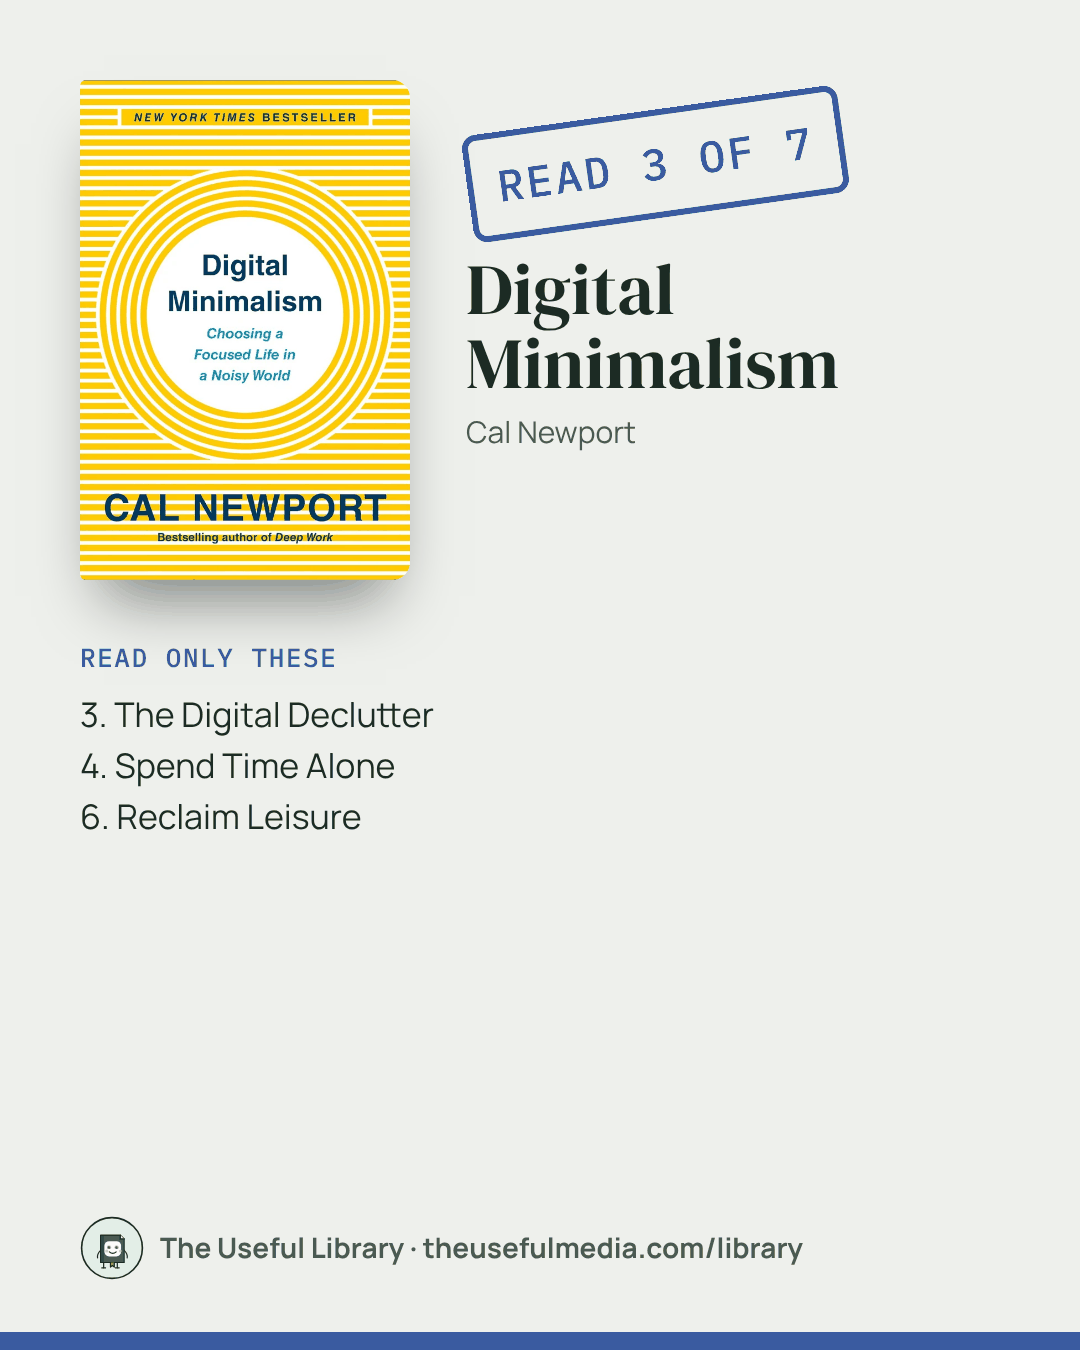 NEW YORK TIMES BESTSELLER
Digital
Minimalism
Choosing a
Focused Life in
a Noisy World
CAL NEWPORT
Bestselling author of Deep Work
READ 3 OF 7
Digital
Minimalism
Cal Newport
READ ONLY THESE
3. The Digital Declutter
4. Spend Time Alone
6. Reclaim Leisure
The Useful Library · theusefulmedia.com/library